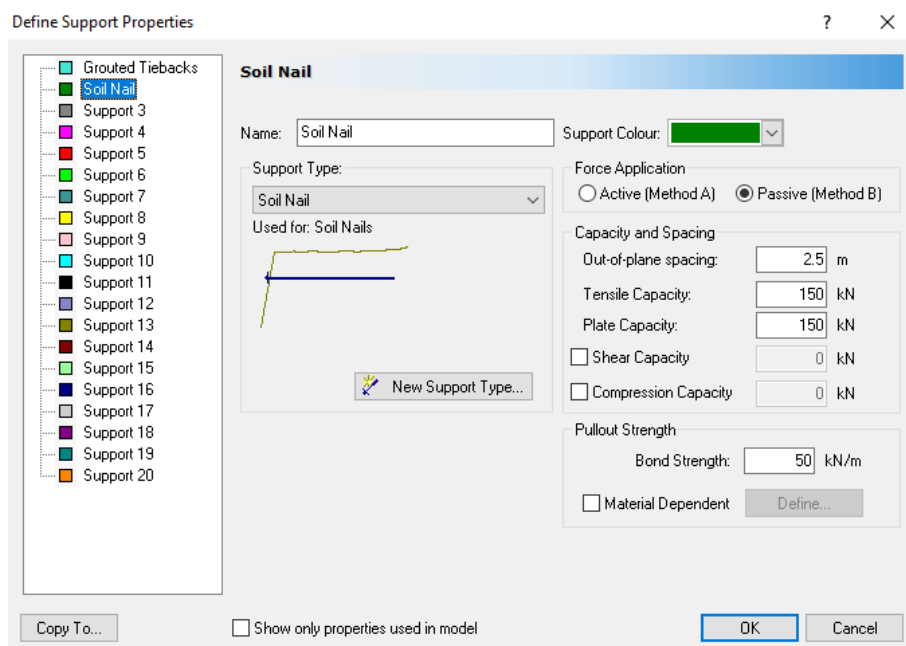 Define Support Properties
?
Grouted Tiebacks
Soil Nail
Support 3
Support 4
Support 5
Support 6
Support 7
Support 8
Support 9
Support 10
Support 11
Support 12
Support 13
Support 14
Support 15
Support 16
Support 17
Support 18
Support 19
Support 20
Soil Nail
Name: Soil Nail
Support Colour:
Support Type:
Soil Nail
Used for: Soil Nails
New Support Type...
Force Application
Active (Method A) Passive (Method B)
Capacity and Spacing
Out-of-plane spacing: 2.5 m
Tensile Capacity: 150 kN
Plate Capacity: 150 kN
Shear Capacity 0 kN
Compression Capacity 0 kN
Pullout Strength
Bond Strength: 50 kN/m
Material Dependent Define...
Copy To... Show only properties used in model OK Cancel